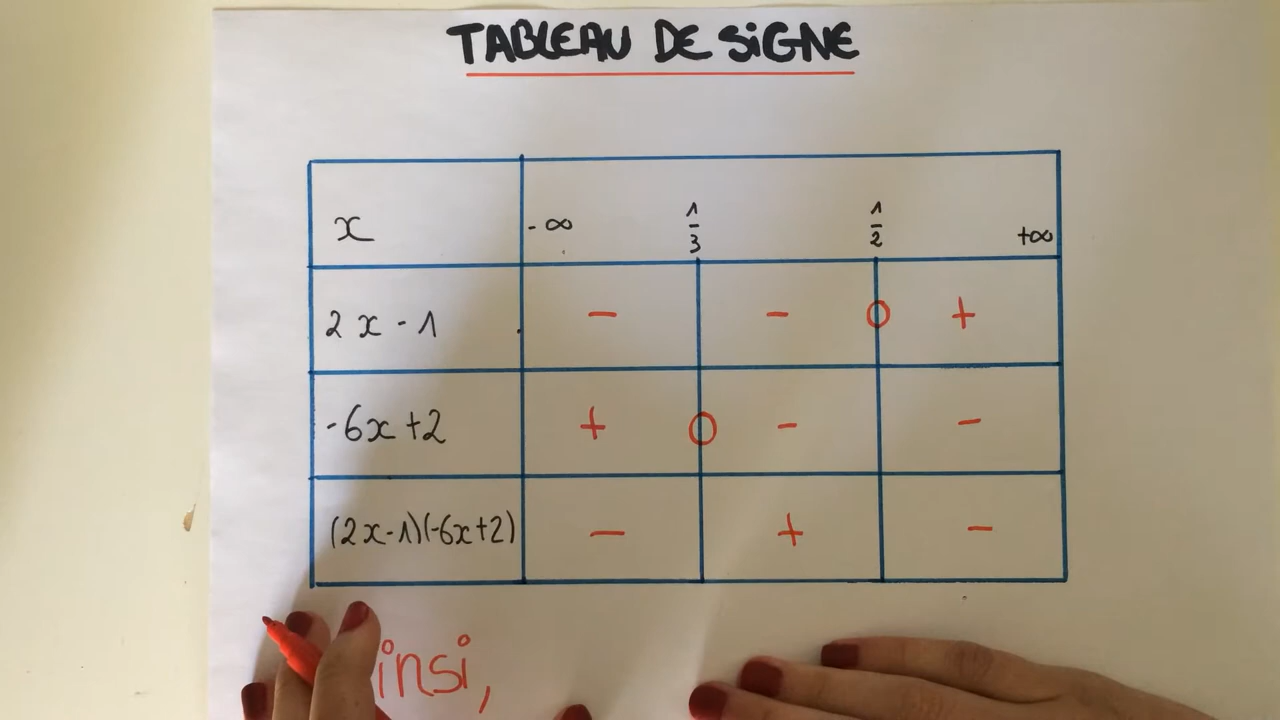 TABLEAU DE SIGNE
x -∞ 1/3 1/2 +∞
2x-1 - - 0 +
-6x+2 + 0 - -
(2x-1)(-6x+2) - + -
insi,